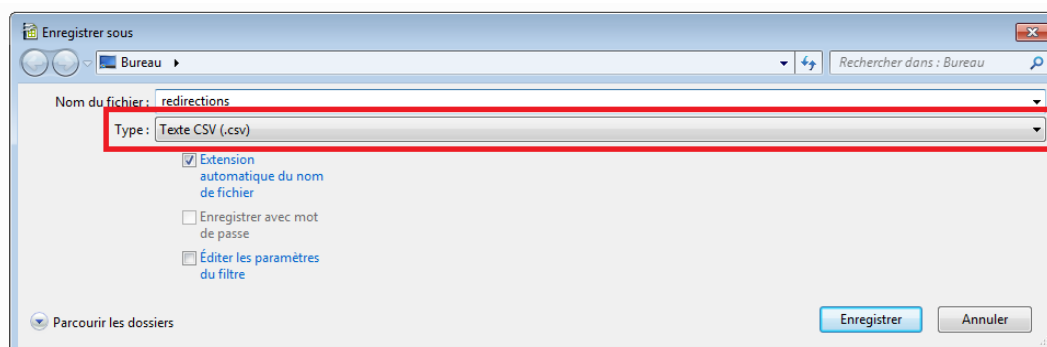 Enregistrer sous
Bureau
Rechercher dans : Bureau
Nom du fichier : redirections
Type : Texte CSV (.csv)
Extension
automatique du nom
de fichier
Enregistrer avec mot
de passe
Éditer les paramètres
du filtre
Parcourir les dossiers
Enregistrer Annuler